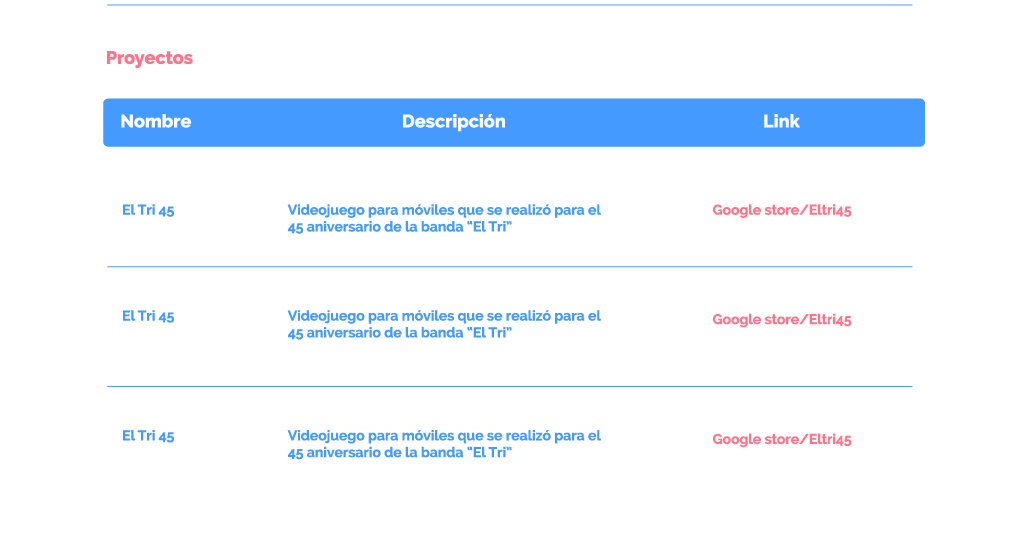 Proyectos
Nombre Descripción Link
El Tri 45 Videojuego para móviles que se realizó para el Google store/Eltri45
45 aniversario de la banda "El Tri”
El Tri 45 Videojuego para móviles que se realizó para el Google store/Eltri45
45 aniversario de la banda "El Tri”
El Tri 45 Videojuego para móviles que se realizó para el Google store/Eltri45
45 aniversario de la banda "El Tri”